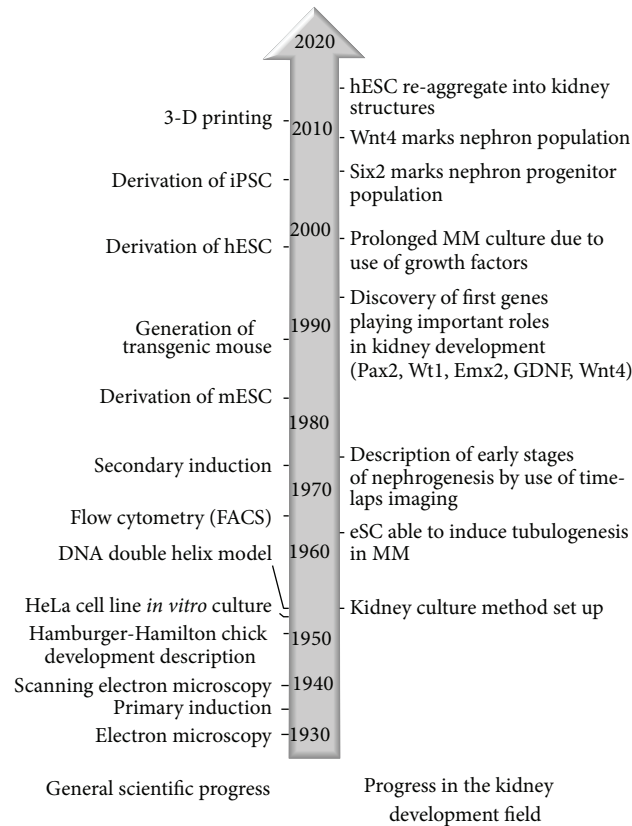 2020
hESC re-aggregate into kidney
structures
3-D printing
2010
Wnt4 marks nephron population
Six2 marks nephron progenitor
population
Derivation of iPSC
2000
Prolonged MM culture due to
use of growth factors
Derivation of hESC
Discovery of first genes
playing important roles
in kidney development
(Pax2, Wt1, Emx2, GDNF, Wnt4)
1990
Generation of
transgenic mouse
Derivation of mESC
1980
Description of early stages
of nephrogenesis by use of time-
laps imaging
Secondary induction
1970
Flow cytometry (FACS)
eSC able to induce tubulogenesis
in MM
1960
DNA double helix model
HeLa cell line in vitro culture
Kidney culture method set up
Hamburger-Hamilton chick
development description
1950
Scanning electron microscopy
1940
Primary induction
Electron microscopy
1930
General scientific progress
Progress in the kidney
development field